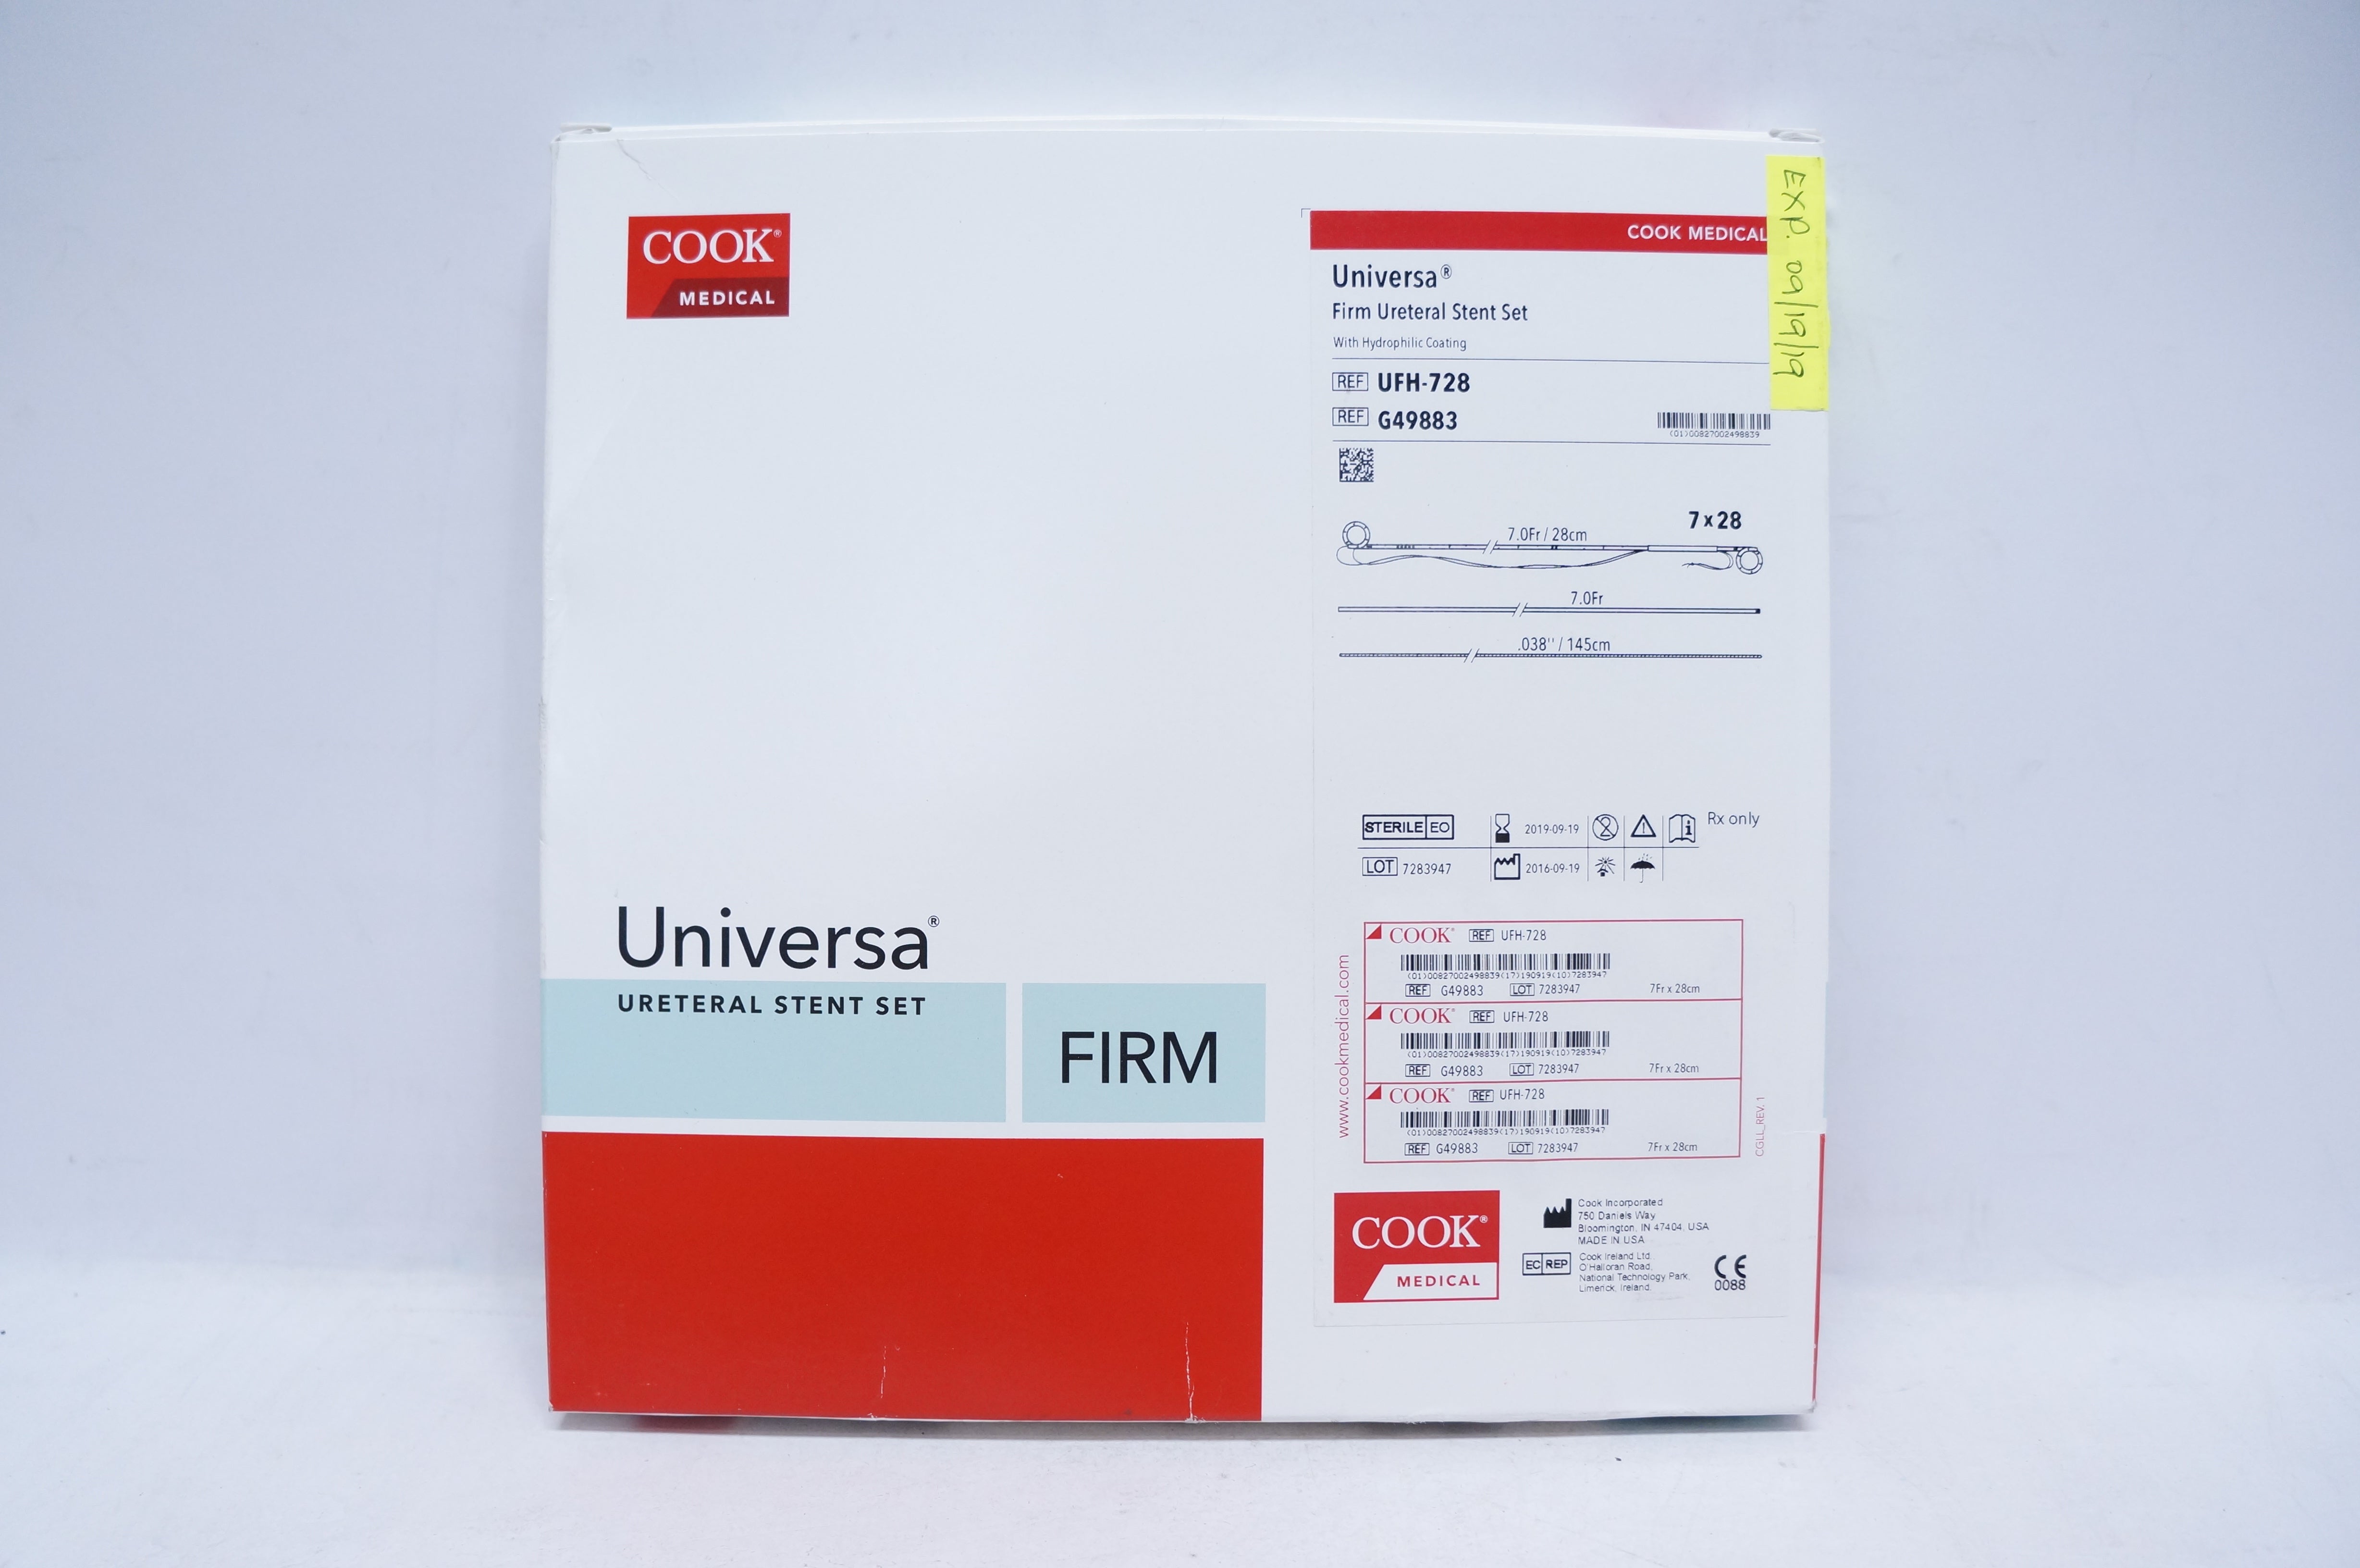 COOK®
MEDICAL
Universa®
URETERAL STENT SET
FIRM
COOK MEDICAL
EXP. 09/19/19
Universa®
Firm Ureteral Stent Set
With Hydrophilic Coating
REF UFH-728
REF G49883
(01)00827002498839
7 x 28
7.0Fr / 28cm
7.0Fr
.038'' / 145cm
STERILE EO 2019-09-19 2 Rx only
LOT 7283947 2016-09-19
www.cookmedical.com
COOK® REF UFH-728
(01)00827002498839(17)190919(10)7283947
REF G49883 LOT 7283947 7Fr x 28cm
COOK® REF UFH-728
(01)00827002498839(17)190919(10)7283947
REF G49883 LOT 7283947 7Fr x 28cm
COOK® REF UFH-728
(01)00827002498839(17)190919(10)7283947
REF G49883 LOT 7283947 7Fr x 28cm
CGLL_REV. 1
COOK®
MEDICAL
Cook Incorporated
750 Daniels Way
Bloomington, IN 47404, USA
MADE IN USA
EC REP
Cook Ireland Ltd
O'Halloran Road,
National Technology Park,
Limerick, Ireland.
CE
0088